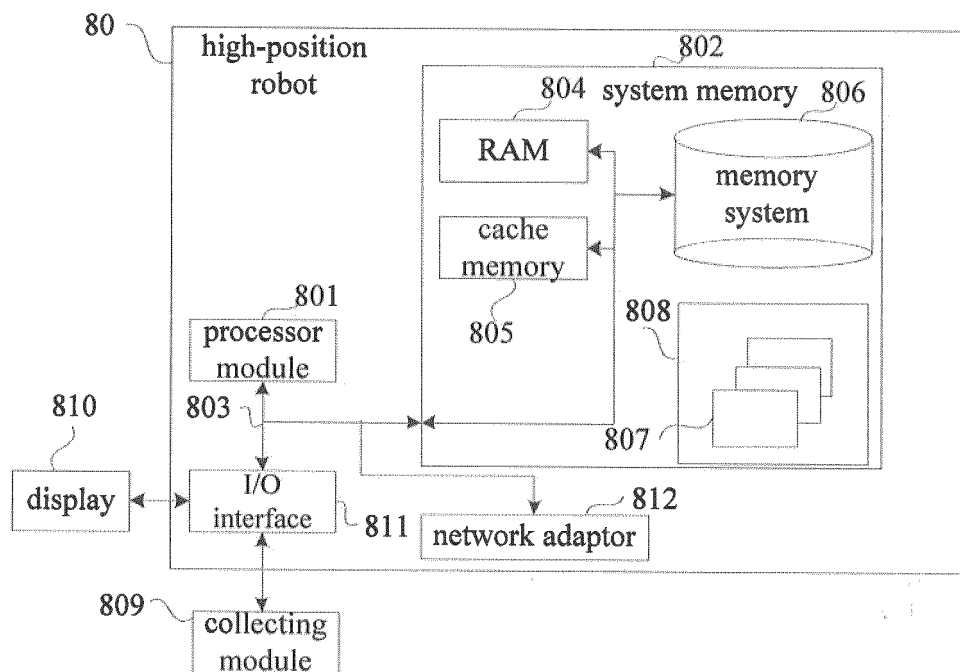 80
high-position
robot
802
804
system memory
806
RAM
memory
system
cache
memory
805
801
processor
module
808
803
807
810
display
I/O
interface
811
812
network adaptor
809
collecting
module